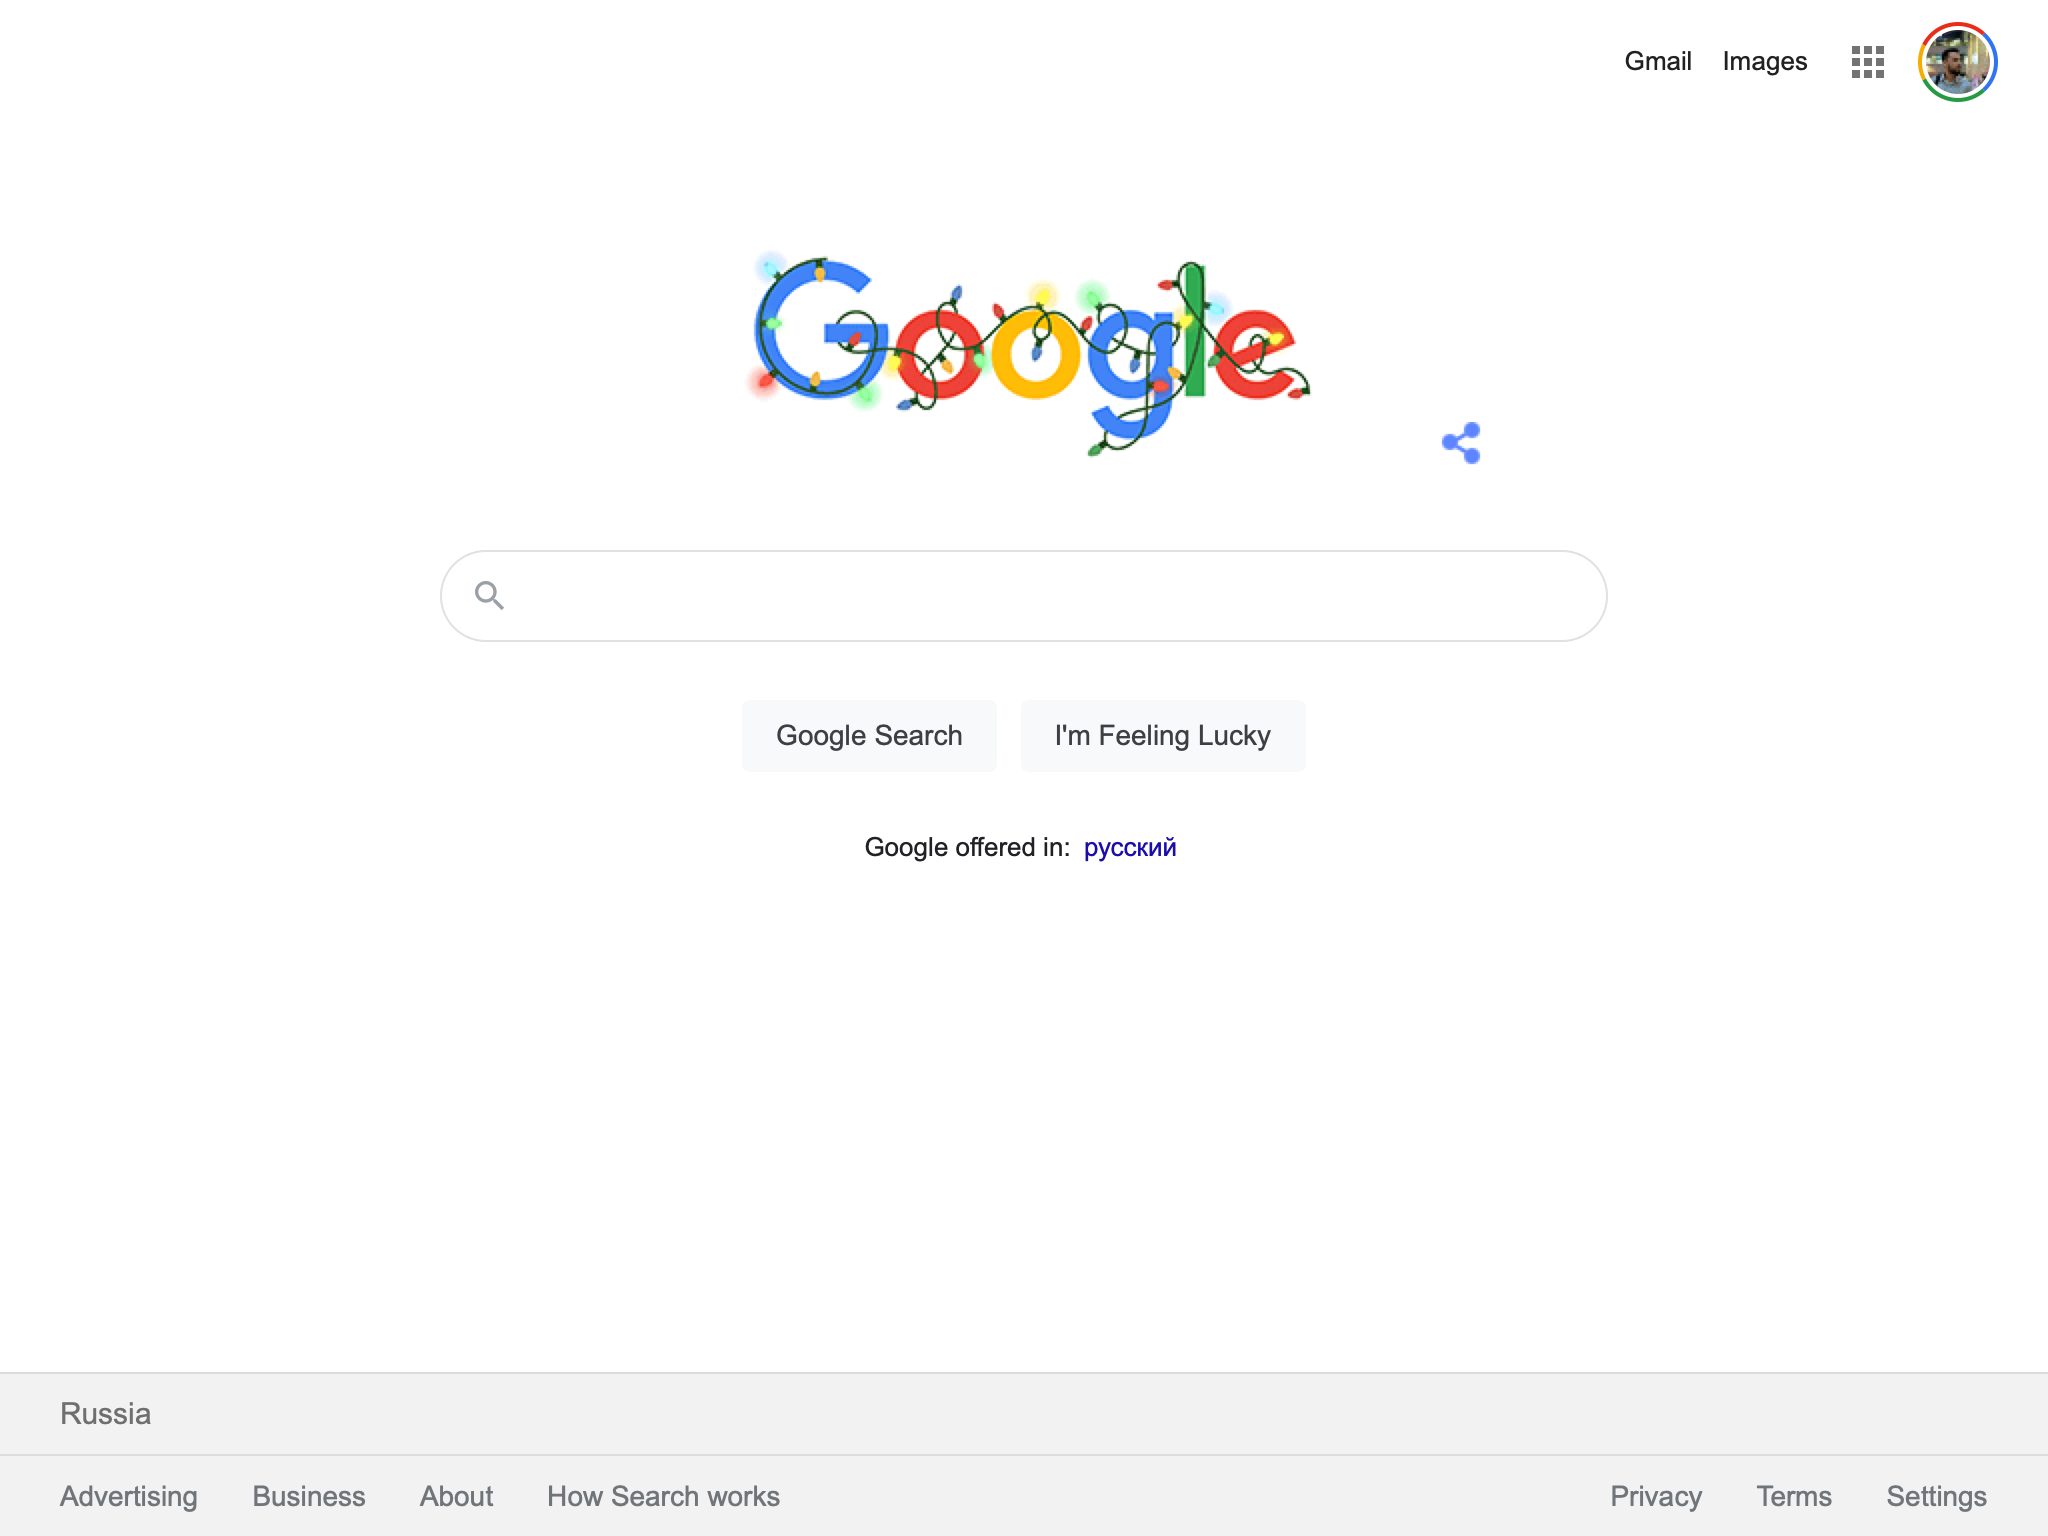 Gmail Images
Google
Google Search I'm Feeling Lucky
Google offered in: русский
Russia
Advertising Business About How Search works Privacy Terms Settings